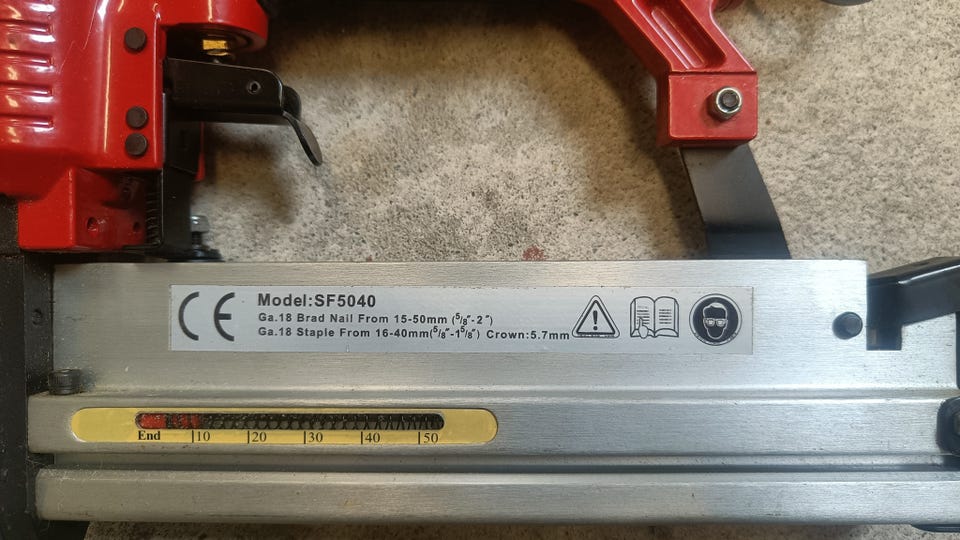 CE
Model:SF5040
Ga.18 Brad Nail From 15-50mm (5/8"-2")
Ga.18 Staple From 16-40mm(5/8"-15/8") Crown:5.7mm
End |10 |20 |30 |40 |50